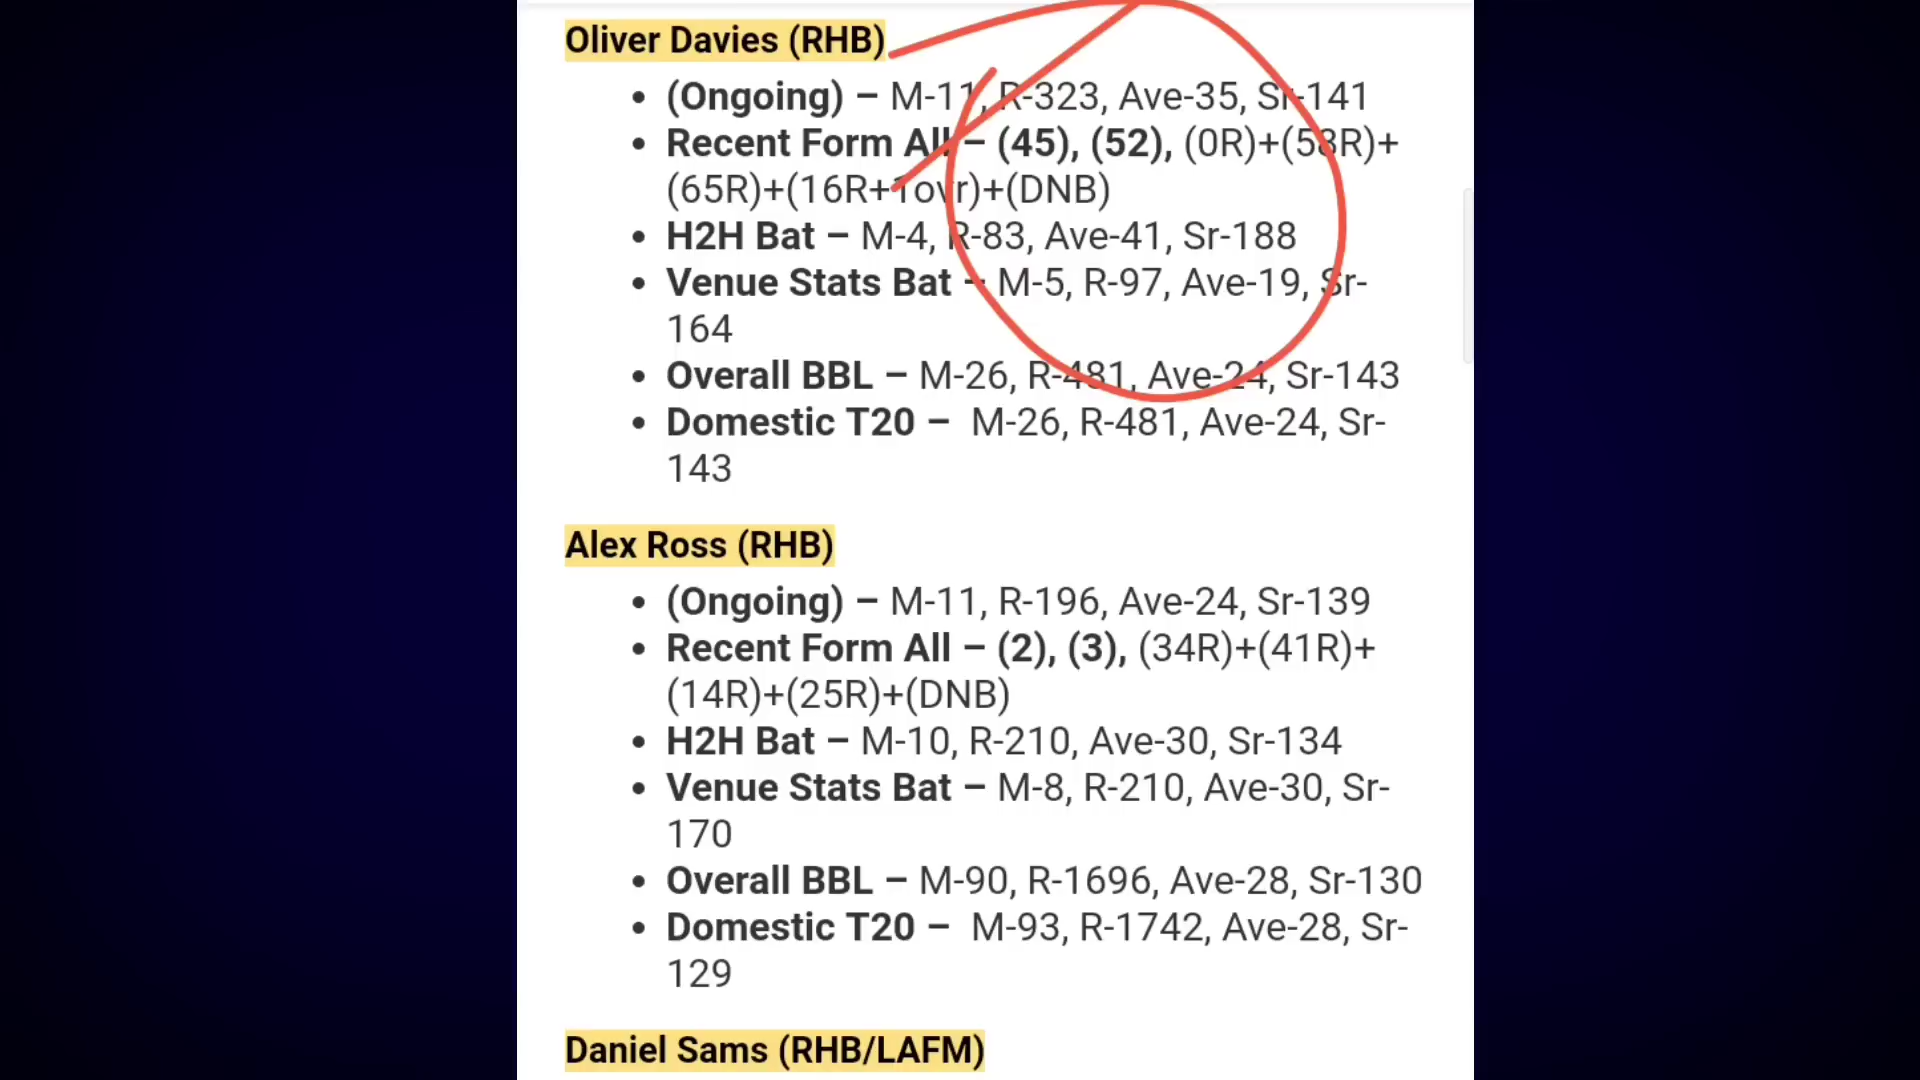 Oliver Davies (RHB)
• (Ongoing) – M-11, R-323, Ave-35, Sr-141
• Recent Form All – (45), (52), (0R)+(58R)+
(65R)+(16R+1ovr)+(DNB)
• H2H Bat – M-4, R-83, Ave-41, Sr-188
• Venue Stats Bat – M-5, R-97, Ave-19, Sr-
164
• Overall BBL – M-26, R-481, Ave-24, Sr-143
• Domestic T20 – M-26, R-481, Ave-24, Sr-
143
Alex Ross (RHB)
• (Ongoing) – M-11, R-196, Ave-24, Sr-139
• Recent Form All – (2), (3), (34R)+(41R)+
(14R)+(25R)+(DNB)
• H2H Bat – M-10, R-210, Ave-30, Sr-134
• Venue Stats Bat – M-8, R-210, Ave-30, Sr-
170
• Overall BBL – M-90, R-1696, Ave-28, Sr-130
• Domestic T20 – M-93, R-1742, Ave-28, Sr-
129
Daniel Sams (RHB/LAFM)